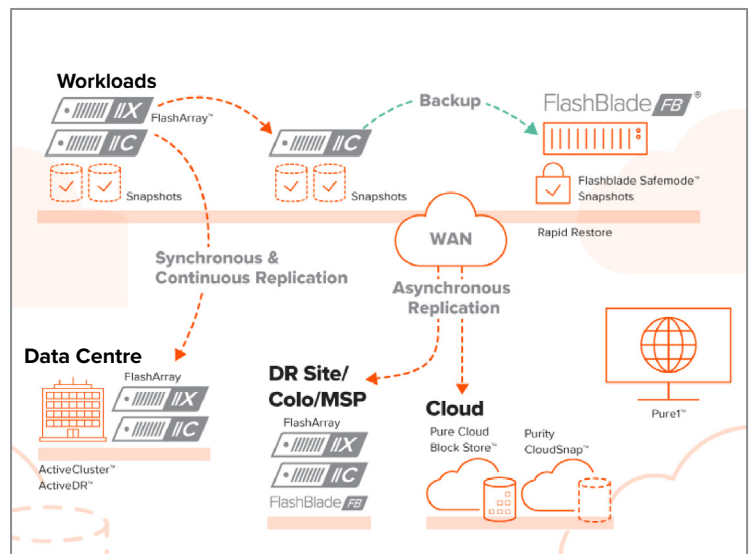 Workloads
//X
FlashArray™
//C
Snapshots
//C
Snapshots
Backup
FlashBlade FB ®
Flashblade Safemode™
Snapshots
Rapid Restore
WAN
Synchronous &
Continuous Replication
Asynchronous
Replication
Data Centre
FlashArray
//X
//C
ActiveCluster™
ActiveDR™
DR Site/
Colo/MSP
FlashArray
//X
//C
FlashBlade FB
Cloud
Pure Cloud
Block Store™
Purity
CloudSnap™
Pure1™